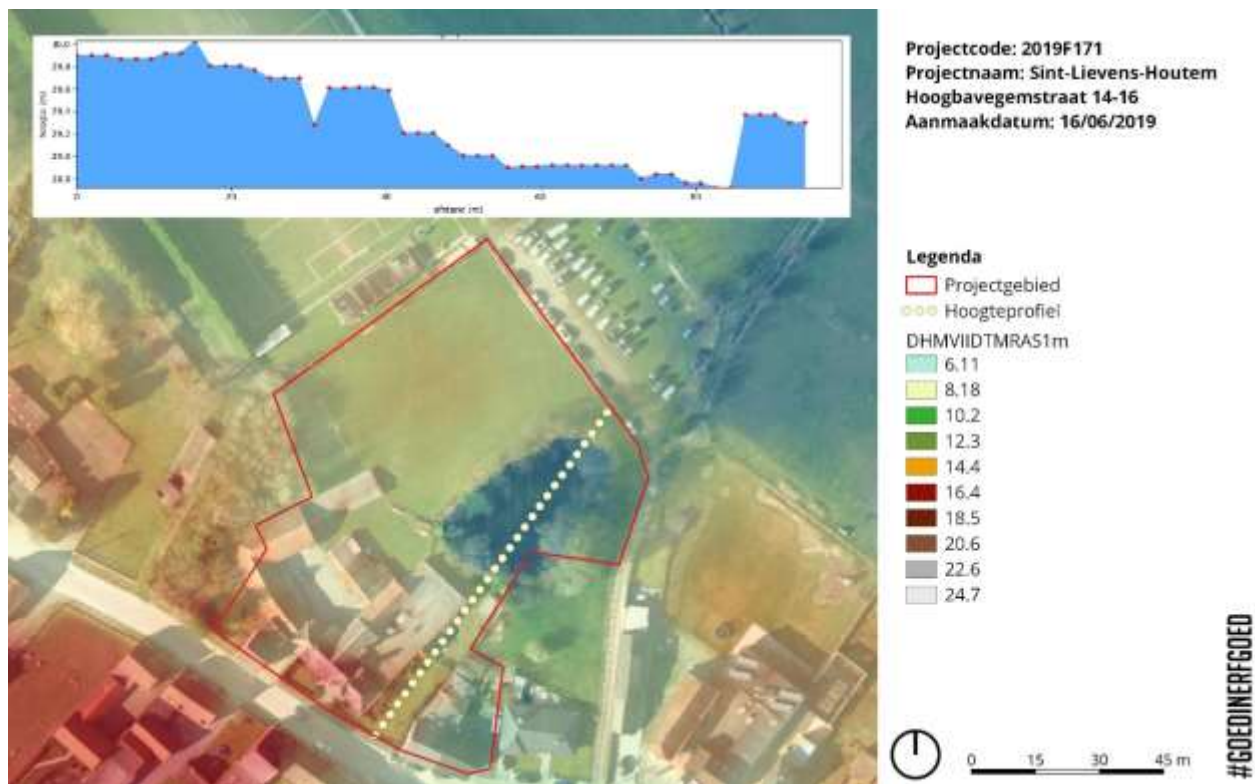 Projectcode: 2019F171
Projectnaam: Sint-Lievens-Houtem
Hoogbavegemstraat 14-16
Aanmaakdatum: 16/06/2019
Legenda
Projectgebied
Hoogteprofiel
DHMVIIDTMRAS1m
6.11
8.18
10.2
12.3
14.4
16.4
18.5
20.6
22.6
24.7
0 15 30 45 m
#GOEDINERFGOED